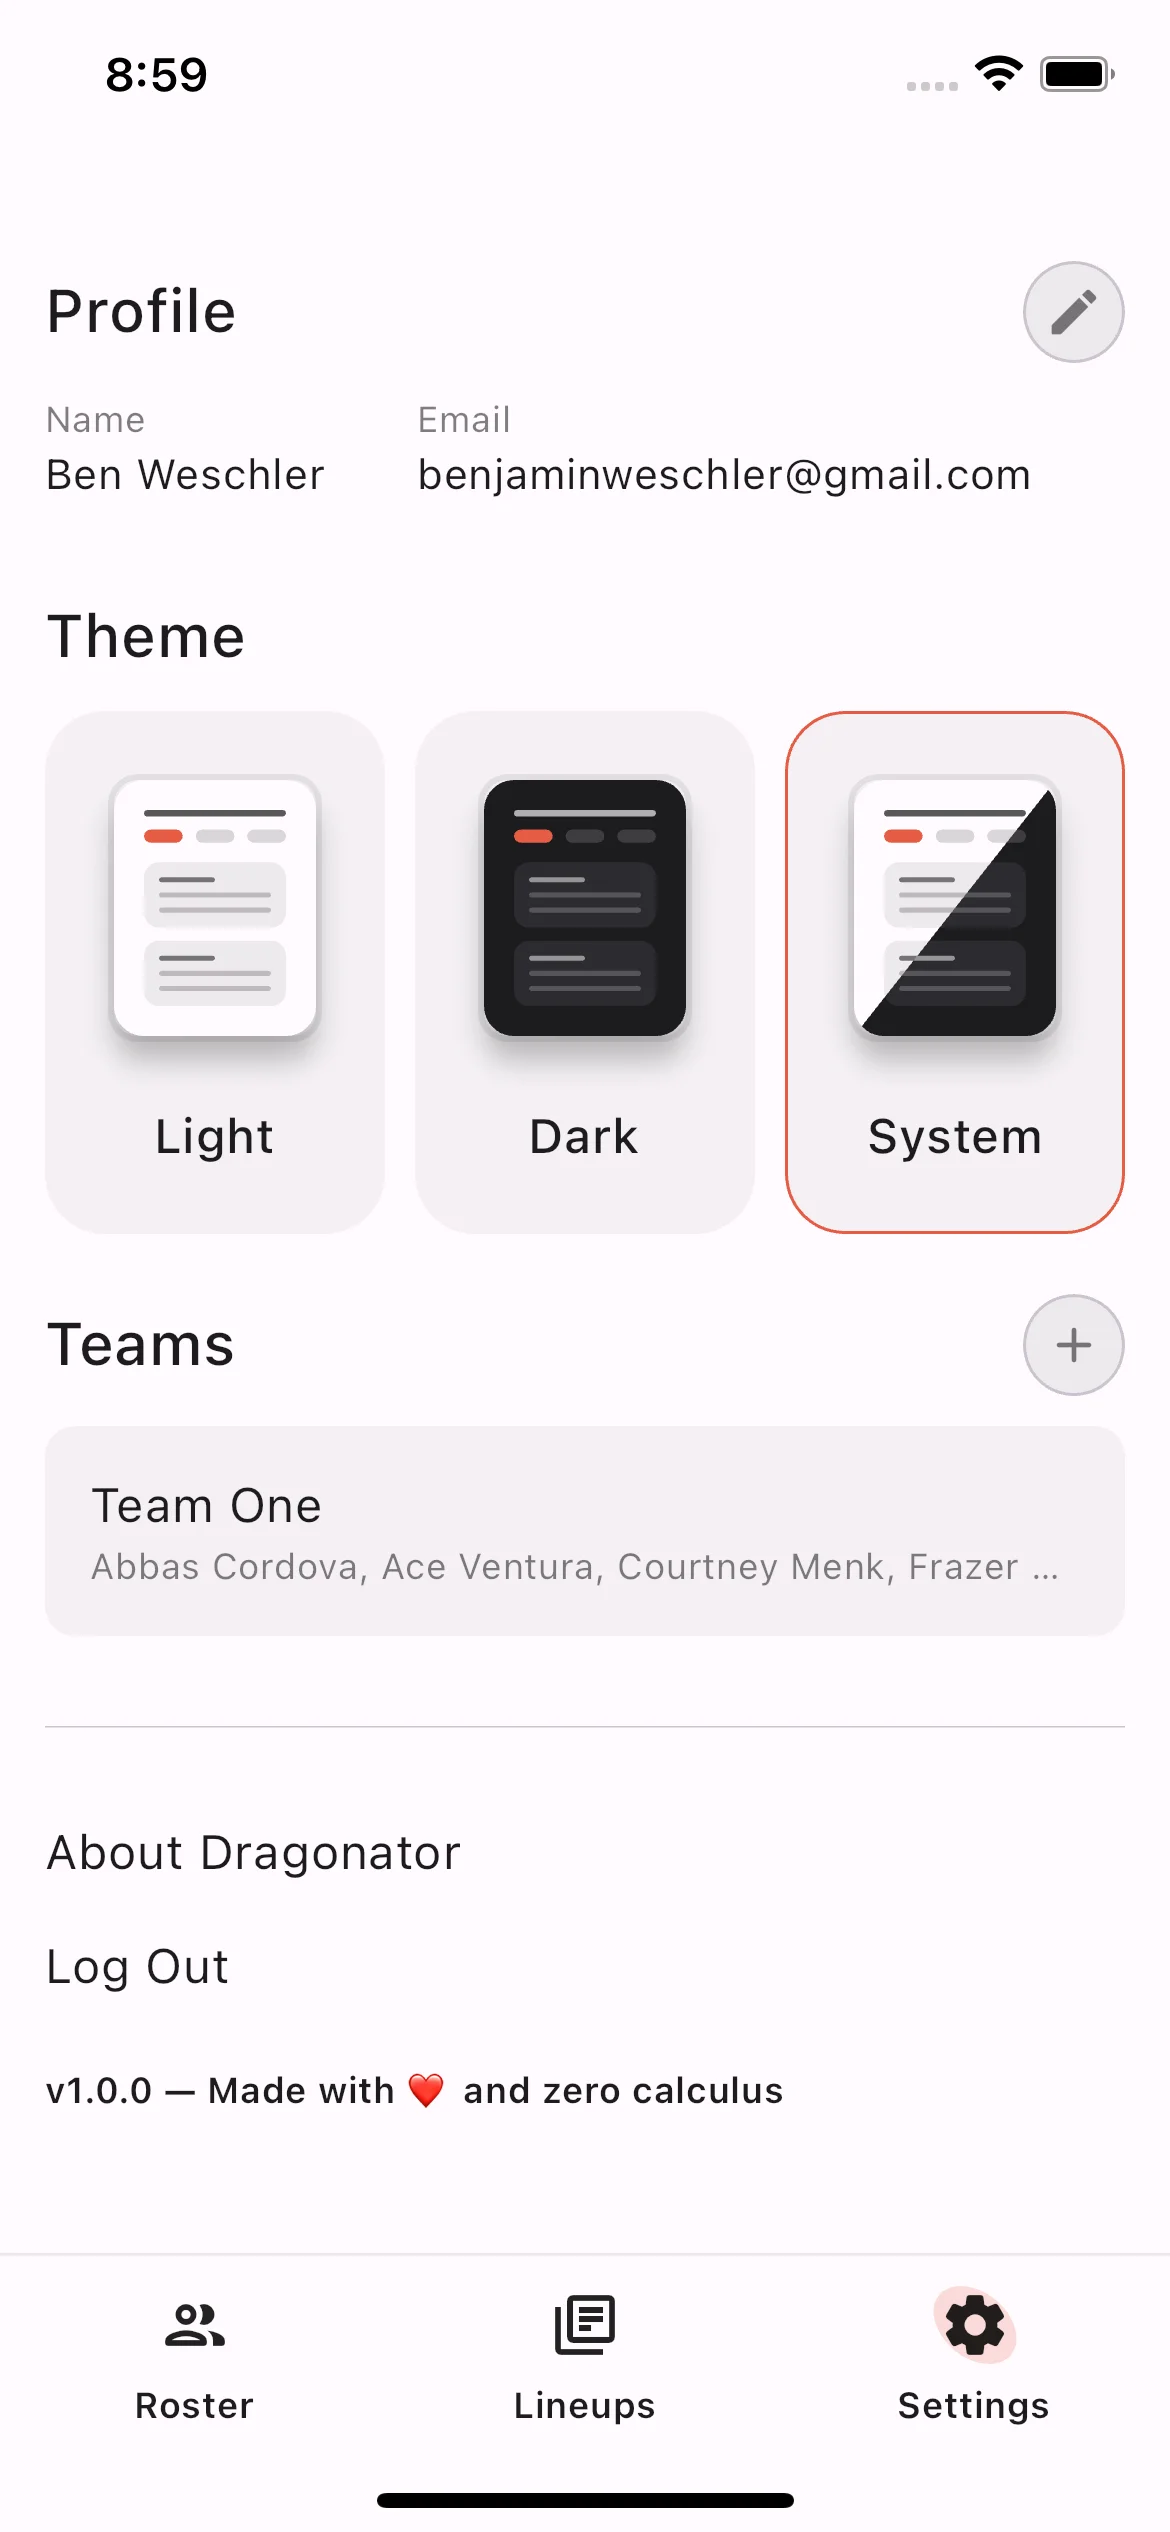 8:59
Profile
Name
Email
Ben Weschler
benjaminweschler@gmail.com
Theme
Light
Dark
System
Teams
Team One
Abbas Cordova, Ace Ventura, Courtney Menk, Frazer ...
About Dragonator
Log Out
v1.0.0 — Made with ❤️ and zero calculus
Roster
Lineups
Settings